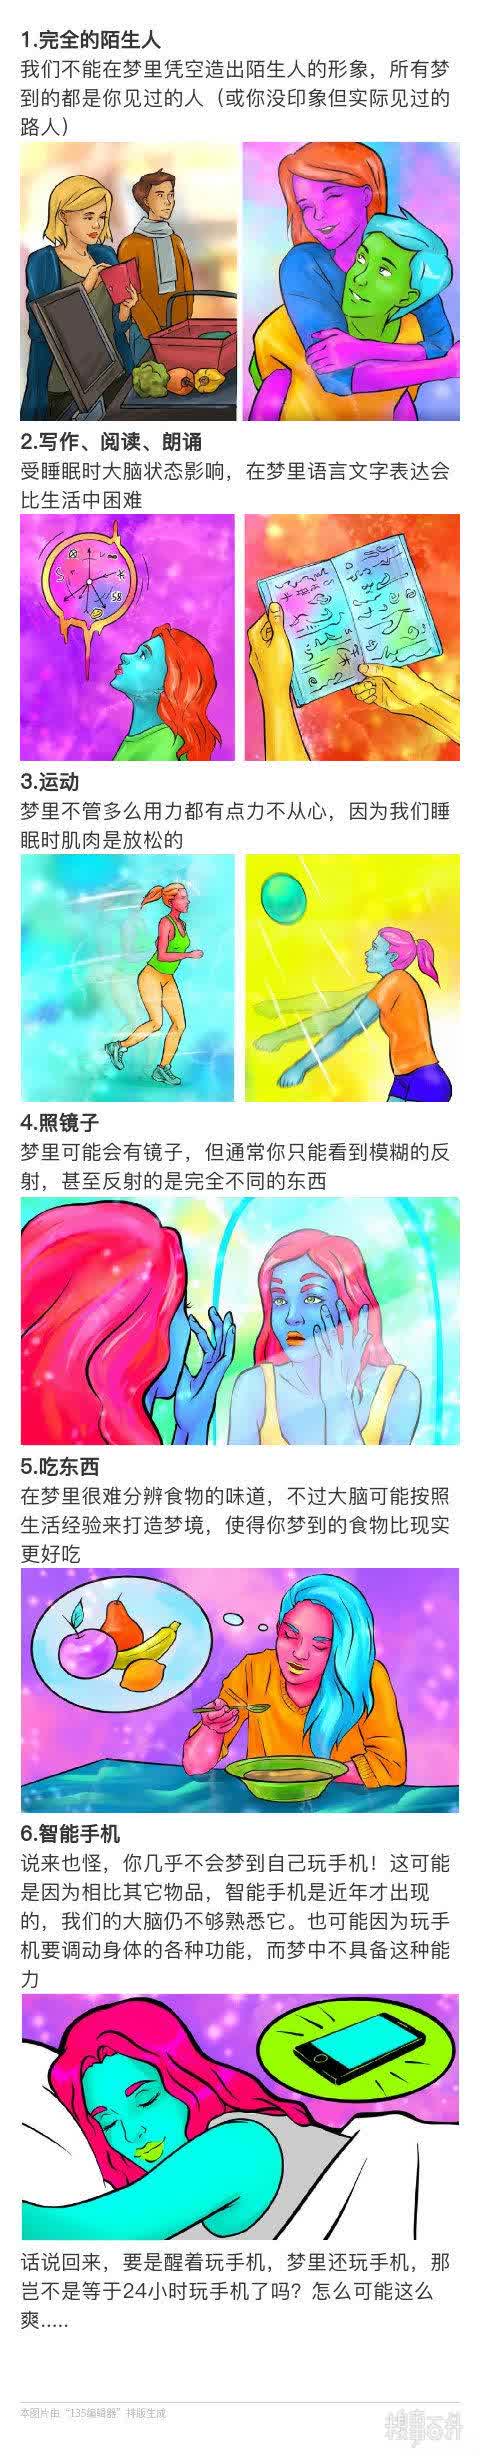 1.完全的陌生人
我们不能在梦里凭空造出陌生人的形象，所有梦
到的都是你见过的人（或你没印象但实际见过的
路人）
2.写作、阅读、朗诵
受睡眠时大脑状态影响，在梦里语言文字表达会
比生活中困难
58
3.运动
梦里不管多么用力都有点力不从心，因为我们睡
眠时肌肉是放松的
4.照镜子
梦里可能会有镜子，但通常你只能看到模糊的反
射，甚至反射的是完全不同的东西
5.吃东西
在梦里很难分辨食物的味道，不过大脑可能按照
生活经验来打造梦境，使得你梦到的食物比现实
更好吃
6.智能手机
说来也怪，你几乎不会梦到自己玩手机！这可能
是因为相比其它物品，智能手机是近年才出现
的，我们的大脑仍不够熟悉它。也可能因为玩手
机要调动身体的各种功能，而梦中不具备这种能
力
话说回来，要是醒着玩手机，梦里还玩手机，那
岂不是等于24小时玩手机了吗？怎么可能这么
爽.....
本图片由“135编辑器”排版生成
糗事百科